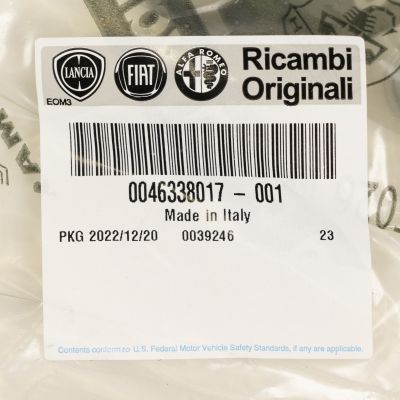 LANCIA FIAT ALFA ROMEO Ricambi
Originali
EOM3
0046338017 - 001
Made in Italy
PKG 2022/12/20 0039246 23
Contents conform to U.S. Federal Motor Vehicle Safety Standards, if any are applicable.